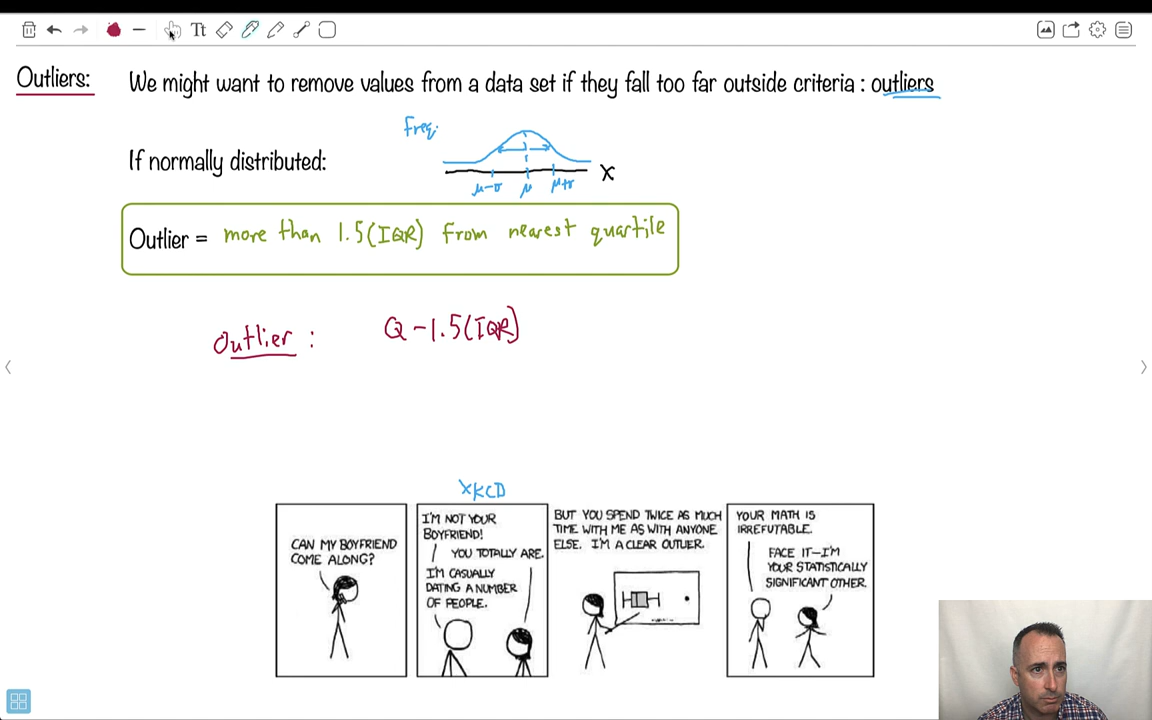 Tt
Outliers: We might want to remove values from a data set if they fall too far outside criteria : outliers
Freq.
If normally distributed:
x
μ-σ μ μ+σ
Outlier = more than 1.5(IQR) from nearest quartile
Outlier : Q-1.5(IQR)
XKCD
CAN MY BOYFRIEND
COME ALONG?
I'M NOT YOUR
BOYFRIEND!
YOU TOTALLY ARE.
I'M CASUALLY
DATING A NUMBER
OF PEOPLE.
BUT YOU SPEND TWICE AS MUCH
TIME WITH ME AS WITH ANYONE
ELSE. I'M A CLEAR OUTLIER.
YOUR MATH IS
IRREFUTABLE.
FACE IT—I'M
YOUR STATISTICALLY
SIGNIFICANT OTHER.